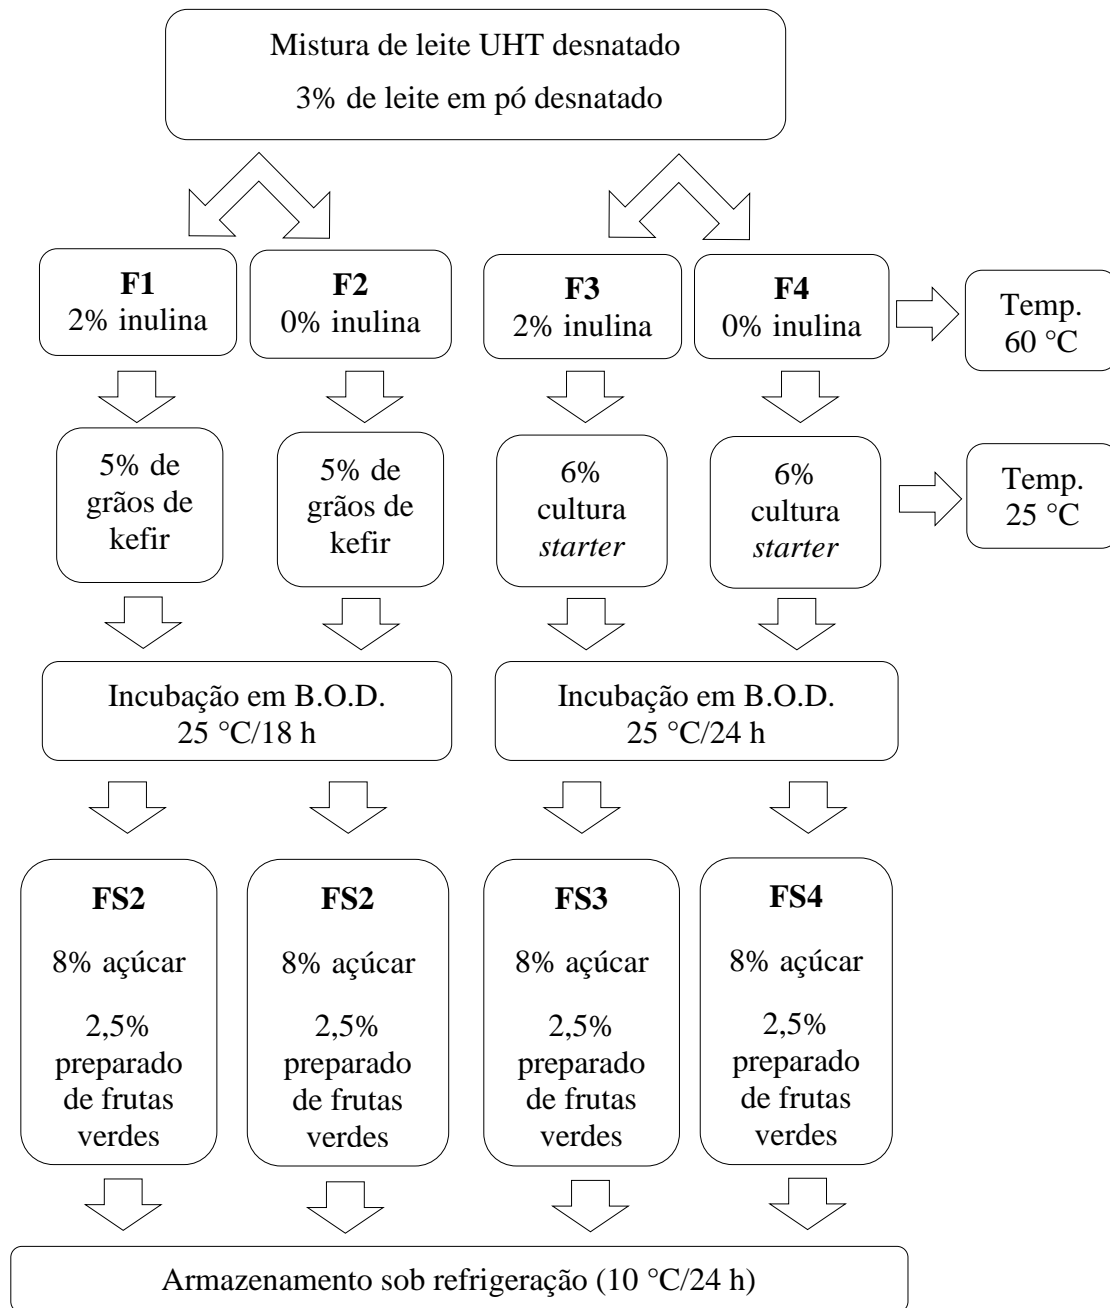 Mistura de leite UHT desnatado
3% de leite em pó desnatado
F1
2% inulina
F2
0% inulina
F3
2% inulina
F4
0% inulina
Temp.
60 °C
5% de
grãos de
kefir
5% de
grãos de
kefir
6%
cultura
starter
6%
cultura
starter
Temp.
25 °C
Incubação em B.O.D.
25 °C/18 h
Incubação em B.O.D.
25 °C/24 h
FS2
8% açúcar
2,5%
preparado
de frutas
verdes
FS2
8% açúcar
2,5%
preparado
de frutas
verdes
FS3
8% açúcar
2,5%
preparado
de frutas
verdes
FS4
8% açúcar
2,5%
preparado
de frutas
verdes
Armazenamento sob refrigeração (10 °C/24 h)